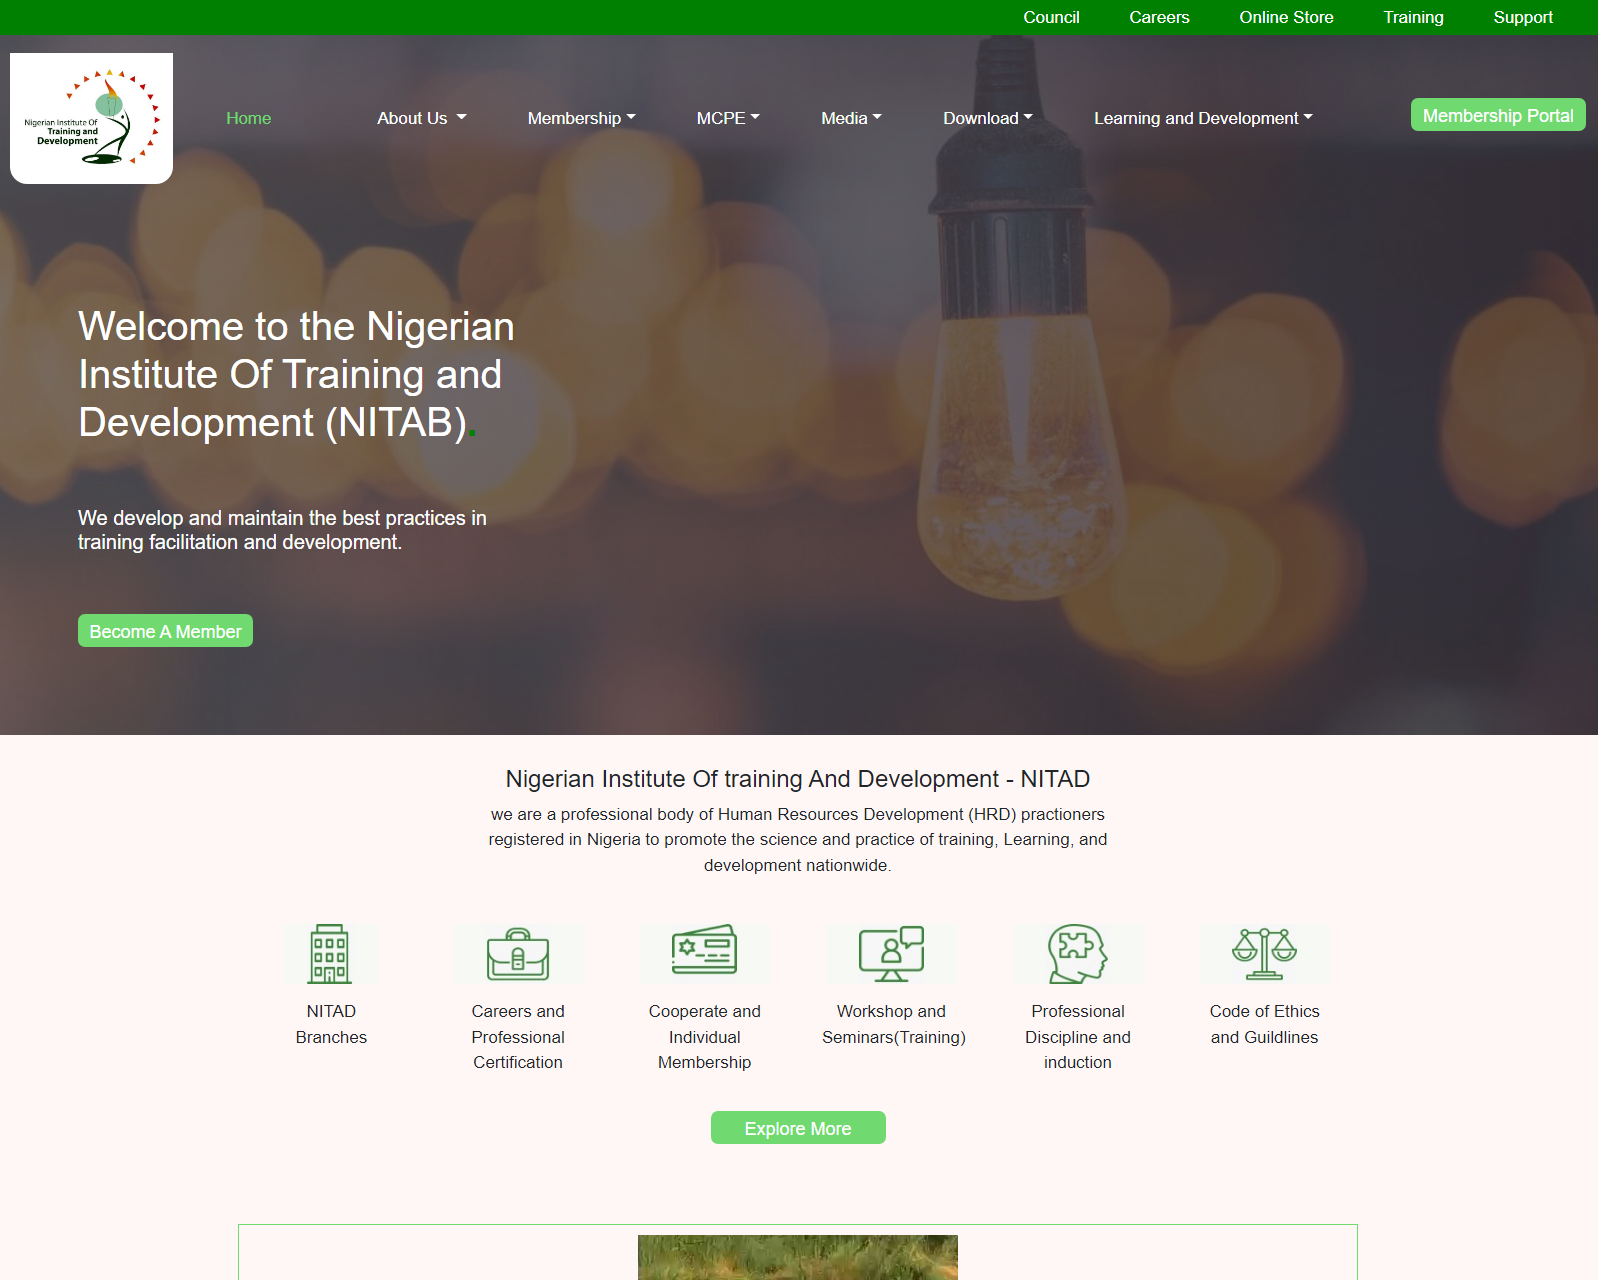 Council Careers Online Store Training Support
Nigerian Institute Of
Training and
Development
Home About Us Membership MCPE Media Download Learning and Development Membership Portal
Welcome to the Nigerian
Institute Of Training and
Development (NITAB).
We develop and maintain the best practices in
training facilitation and development.
Become A Member
Nigerian Institute Of training And Development - NITAD
we are a professional body of Human Resources Development (HRD) practioners
registered in Nigeria to promote the science and practice of training, Learning, and
development nationwide.
NITAD
Branches
Careers and
Professional
Certification
Cooperate and
Individual
Membership
Workshop and
Seminars(Training)
Professional
Discipline and
induction
Code of Ethics
and Guildlines
Explore More